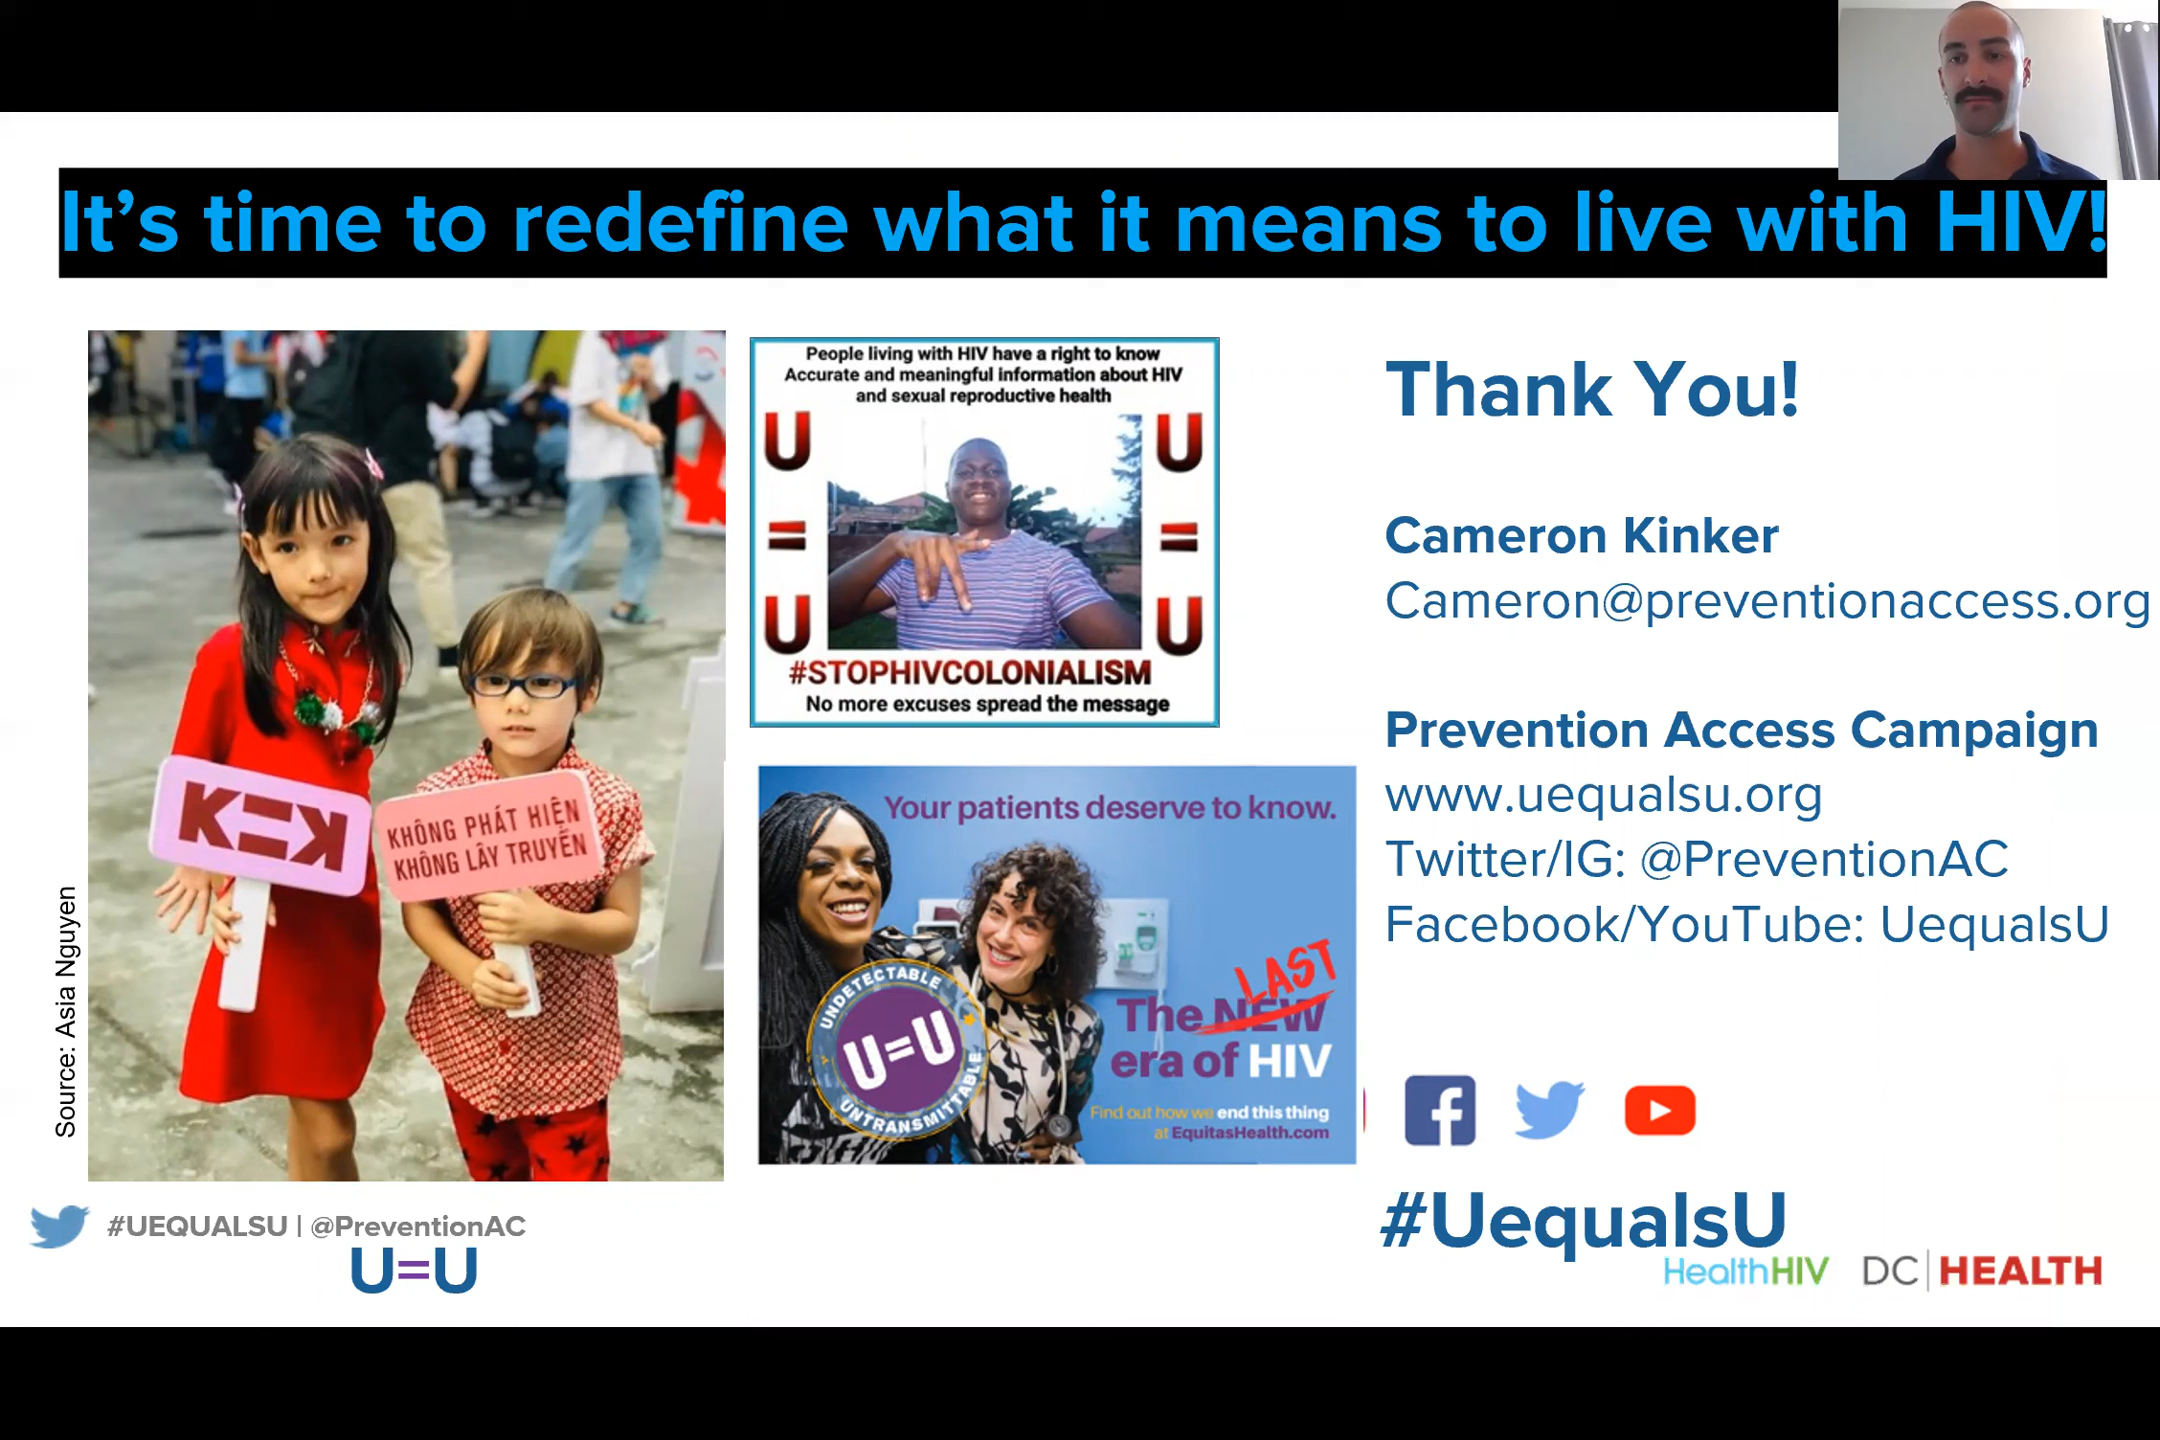 It's time to redefine what it means to live with HIV!
Source: Asia Nguyen
K=K
KHÔNG PHÁT HIỆN
KHÔNG LÂY TRUYỀN
People living with HIV have a right to know
Accurate and meaningful information about HIV
and sexual reproductive health
U
=
U
U
=
U
#STOPHIVCOLONIALISM
No more excuses spread the message
Your patients deserve to know.
UNDETECTABLE
U=U
UNTRANSMITTABLE
LAST
The NEW
era of HIV
Find out how we end this thing
at EquitasHealth.com
Thank You!
Cameron Kinker
Cameron@preventionaccess.org
Prevention Access Campaign
www.uequalsu.org
Twitter/IG: @PreventionAC
Facebook/YouTube: UequalsU
#UequalsU
#UEQUALSU | @PreventionAC
U=U
HealthHIV
DC | HEALTH